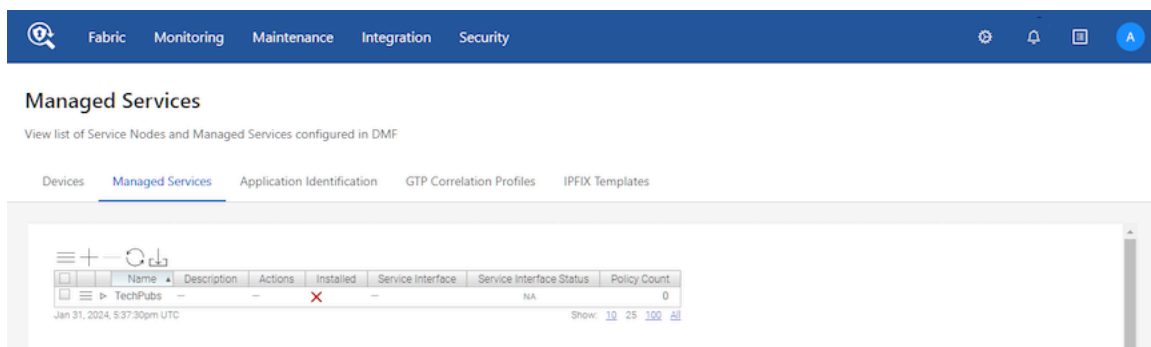 Fabric Monitoring Maintenance Integration Security A
Managed Services
View list of Service Nodes and Managed Services configured in DMF
Devices Managed Services Application Identification GTP Correlation Profiles IPFIX Templates
Name Description Actions Installed Service Interface Service Interface Status Policy Count
TechPubs — — — NA 0
Jan 31, 2024, 5:37:30pm UTC Show: 10 25 100 All